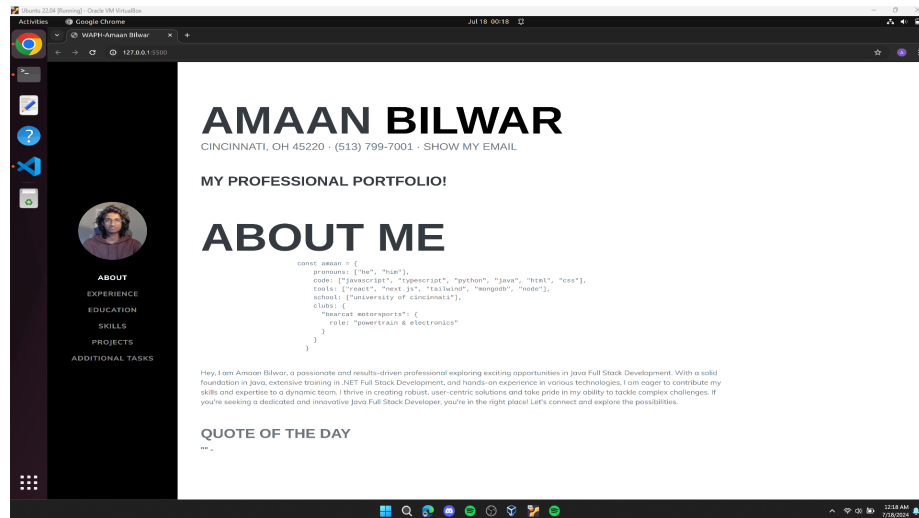 Ubuntu 22.04 [Running] - Oracle VM VirtualBox
Activities
Google Chrome
Jul 18 00:18
WAPH-Amaan Bilwar
127.0.0.1:5500
AMAAN BILWAR
CINCINNATI, OH 45220 · (513) 799-7001 · SHOW MY EMAIL
MY PROFESSIONAL PORTFOLIO!
ABOUT ME
const amaan = {
pronouns: ["he", "him"],
code: ["javascript", "typescript", "python", "java", "html", "css"],
tools: ["react", "next.js", "tailwind", "mongodb", "node"],
school: ["university of cincinnati"],
clubs: {
"bearcat motorsports": {
role: "powertrain & electronics"
}
}
}
ABOUT
EXPERIENCE
EDUCATION
SKILLS
PROJECTS
ADDITIONAL TASKS
Hey, I am Amaan Bilwar, a passionate and results-driven professional exploring exciting opportunities in Java Full Stack Development. With a solid
foundation in Java, extensive training in .NET Full Stack Development, and hands-on experience in various technologies, I am eager to contribute my
skills and expertise to a dynamic team. I thrive in creating robust, user-centric solutions and take pride in my ability to tackle complex challenges. If
you're seeking a dedicated and innovative Java Full Stack Developer, you're in the right place! Let's connect and explore the possibilities.
QUOTE OF THE DAY
"" -
12:18 AM
7/18/2024